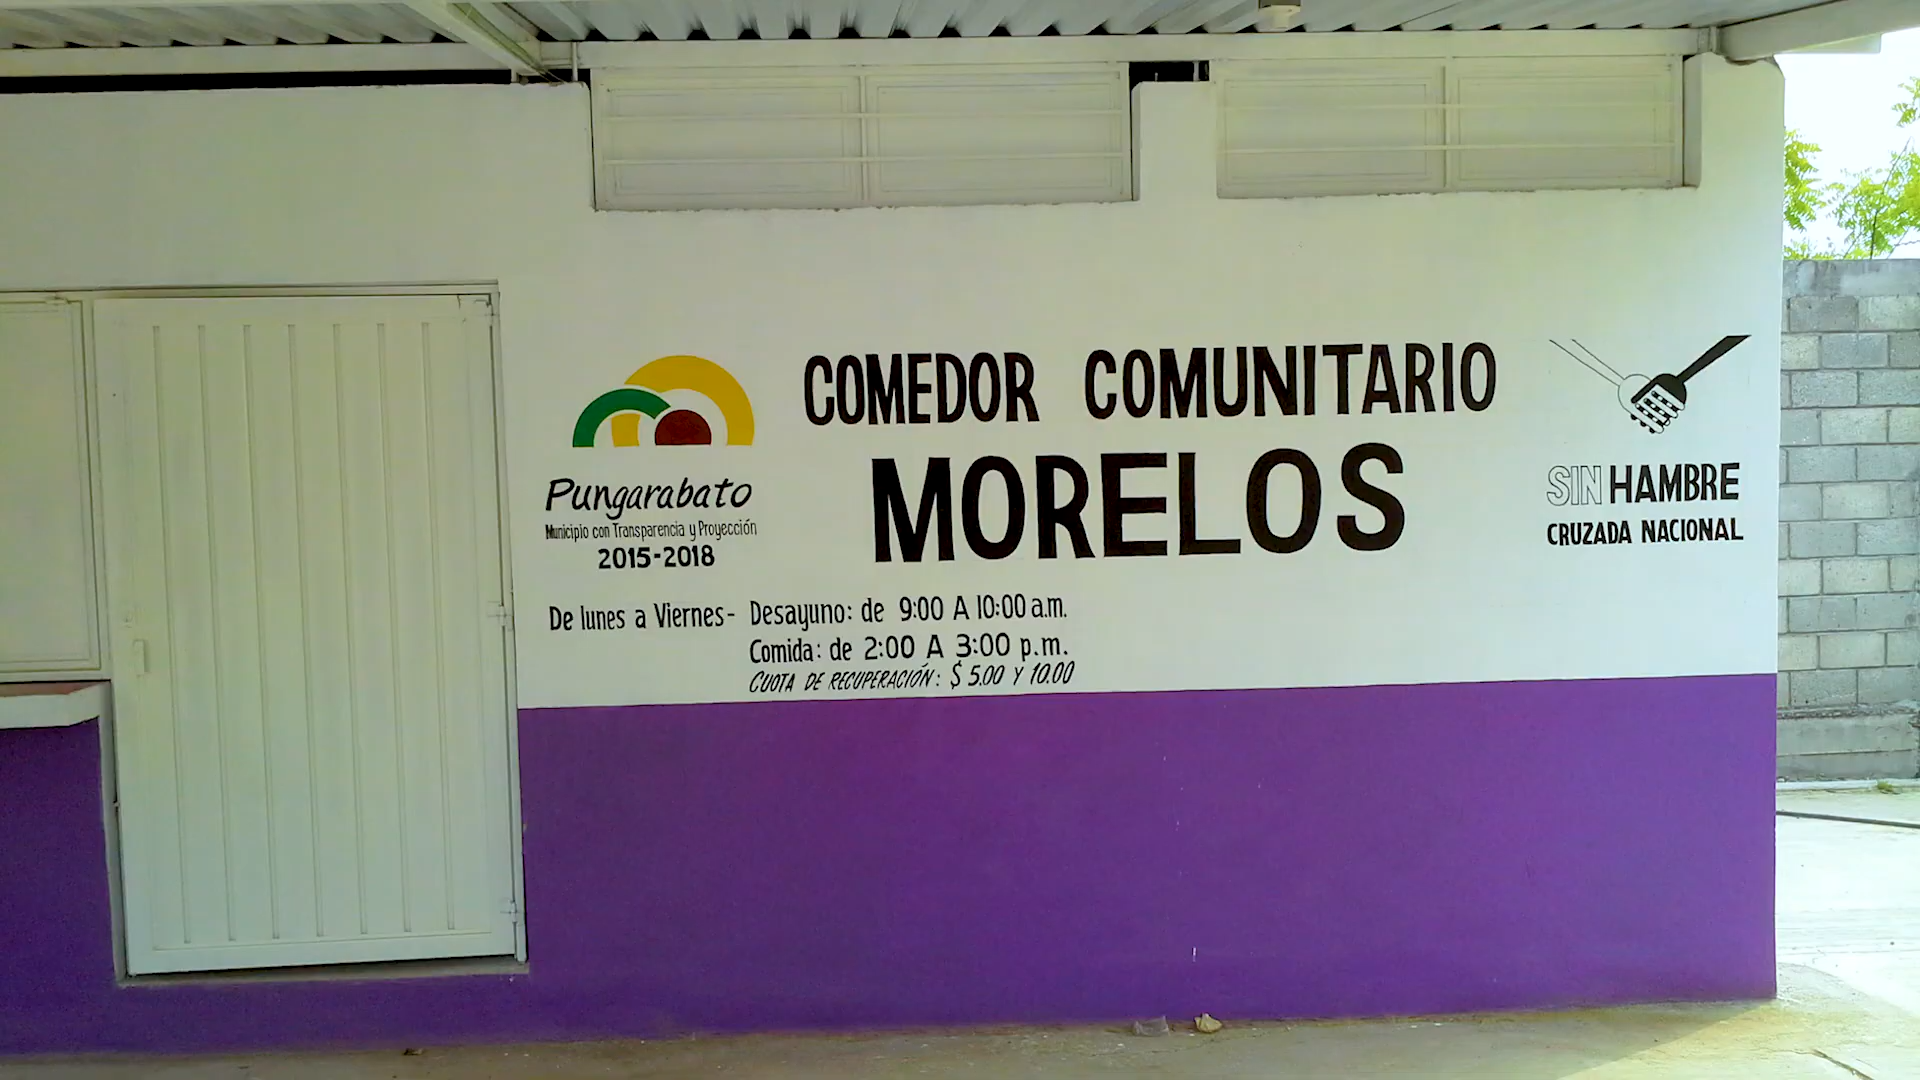 COMEDOR COMUNITARIO
MORELOS
Pungarabato
Municipio con Transparencia y Proyección
2015-2018
SIN HAMBRE
CRUZADA NACIONAL
De lunes a Viernes- Desayuno: de 9:00 A 10:00 a.m.
Comida: de 2:00 A 3:00 p.m.
CUOTA DE RECUPERACIÓN: $ 5.00 Y 10.00